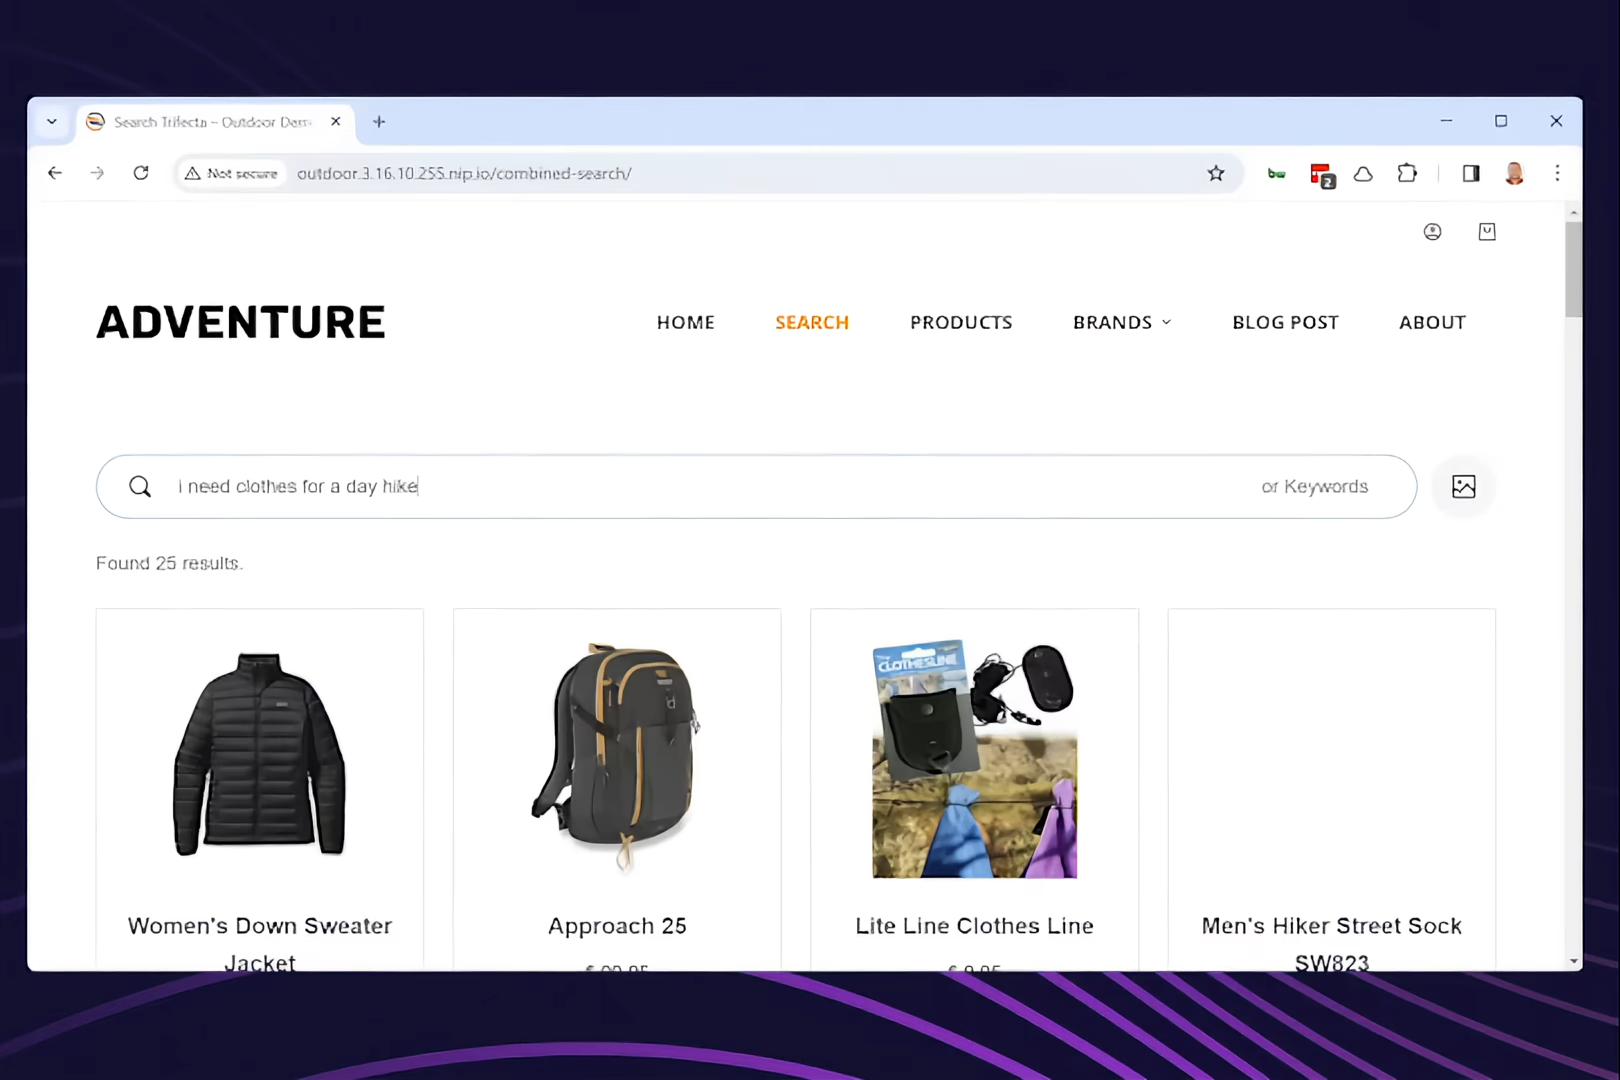 Search Trifecta - Outdoor Dem
Not secure outdoor.3.16.10.255.nip.io/combined-search/
2
ADVENTURE
HOME SEARCH PRODUCTS BRANDS BLOG POST ABOUT
i need clothes for a day hike or Keywords
Found 25 results.
CLOTHESLINE
Women's Down Sweater Jacket
Approach 25
Lite Line Clothes Line
Men's Hiker Street Sock SW823